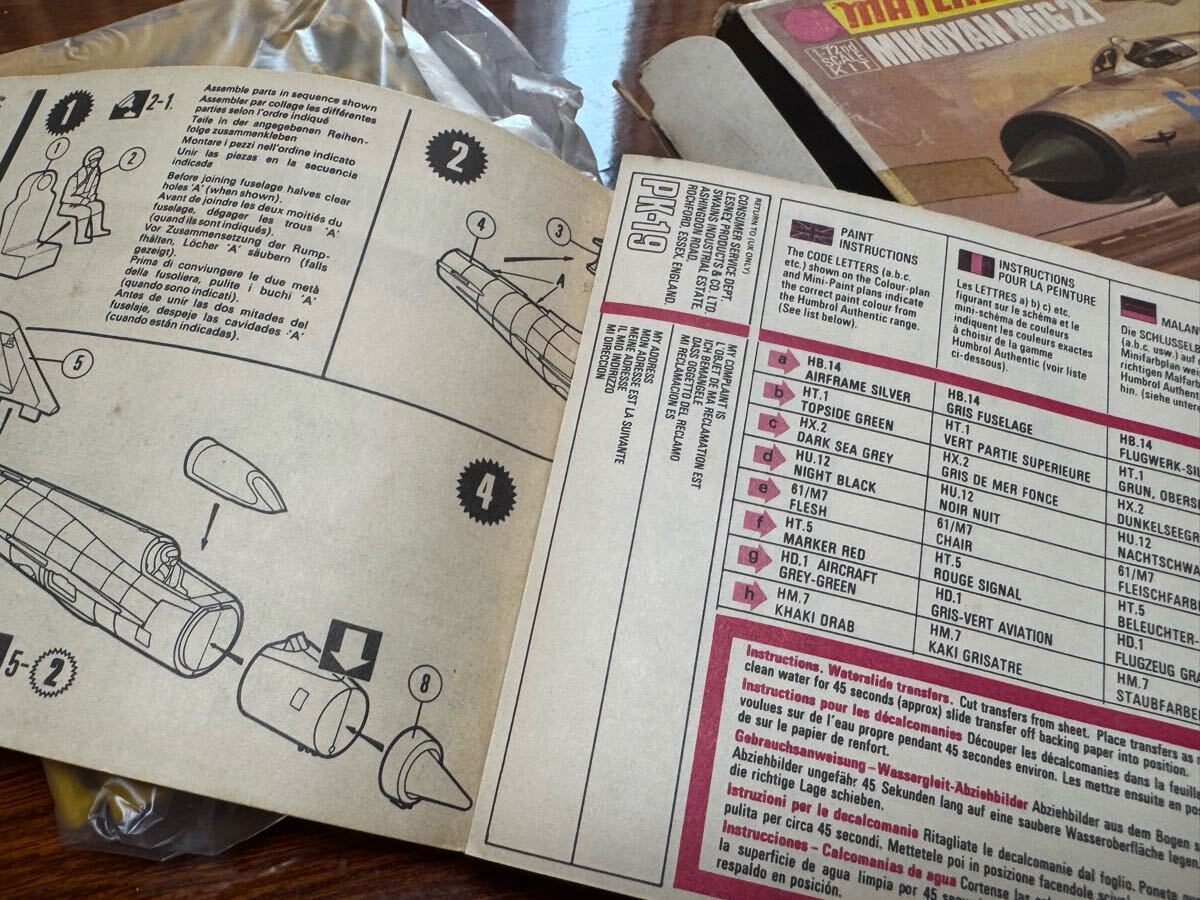 1
2-1.
Assemble parts in sequence shown
Assembler par collage les différentes
parties selon l'ordre indiqué
Teile in der angegebenen Reihen-
folge zusammenkleben
Montare i pezzi nell'ordine indicato
Unir las piezas en la secuencia
indicada
Before joining fuselage halves clear
holes 'A' (when shown).
Avant de joindre les deux moitiés du
fuselage, dégager les trous 'A'
(quand ils sont indiqués).
Vor Zusammensetzung der Rump-
fhälten, Löcher 'A' säubern (falls
gezeigt).
Prima di conviungere le due metà
della fusoliera, pulite i buchi 'A'
(quando sono indicati).
Antes de unir las dos mitades del
fuselaje, despeje las cavidades 'A'
(cuando están indicadas).
1
2
2
4
3
A
5
4
5-2
8
MIKOYAN MiG 21
1-72nd
SCALE
KIT
PK-19
RETURN TO (UK ONLY)
CONSUMER SERVICE DEPT.
LESNEY PRODUCTS & CO. LTD.
SWAINS INDUSTRIAL ESTATE,
ASHINGDON ROAD,
ROCHFORD, ESSEX, ENGLAND.
MY COMPLAINT IS
L'OBJET DE MA RECLAMATION EST
ICH BEMANGELE
DASS OGGETTO DEL RECLAMO
MI RECLAMACION ES
MY ADDRESS
MON ADRESSE EST LA SUIVANTE
MEINE ADRESSE
IL MIO INDIRIZZO
MI DIRECCION
PAINT
INSTRUCTIONS
The CODE LETTERS (a.b.c.
etc.) shown on the Colour-plan
and Mini-Paint plans indicate
the correct paint colour from
the Humbrol Authentic range.
(See list below).
INSTRUCTIONS
POUR LA PEINTURE
Les LETTRES a) b) c) etc,
figurant sur le schéma et le
mini-schéma de couleurs
indiquent les couleurs exactes
à choisir de la gamme
Humbrol Authentic (voir liste
ci-dessous).
Die SCHLUSSELB
(a.b.c. usw.) auf
Minifarbplan wei
richtigen Malfarb
Humbrol Authent
hin. (siehe untere
a HB.14
AIRFRAME SILVER
b HT.1
TOPSIDE GREEN
c HX.2
DARK SEA GREY
d HU.12
NIGHT BLACK
e 61/M7
FLESH
f HT.5
MARKER RED
g HD.1 AIRCRAFT
GREY-GREEN
h HM.7
KHAKI DRAB
HB.14
GRIS FUSELAGE
HT.1
VERT PARTIE SUPERIEURE
HX.2
GRIS DE MER FONCE
HU.12
NOIR NUIT
61/M7
CHAIR
HT.5
ROUGE SIGNAL
HD.1
GRIS-VERT AVIATION
HM.7
KAKI GRISATRE
HB.14
FLUGWERK-SI
HT.1
GRUN, OBERS
HX.2
DUNKELSEEGR
HU.12
NACHTSCHWA
61/M7
FLEISCHFARB
HT.5
BELEUCHTER-
HD.1
FLUGZEUG GRA
HM.7
STAUBFARBEN
Instructions. Waterslide transfers. Cut transfers from sheet. Place transfers
clean water for 45 seconds (approx) slide transfer off backing paper into position.
Instructions pour les décalcomanies Découper les décalcomanies dans la feuille
voulues sur de l'eau propre pendant 45 secondes environ. Les mettre ensuite en
de sur le papier de renfort.
Gebrauchsanweisung – Wassergleit-Abziehbilder Abziehbilder aus dem Bogen
Abziehbilder ungefähr 45 Sekunden lang auf eine saubere Wasseroberfläche legen
die richtige Lage schieben.
Istruzioni per le decalcomanie Ritagliate le decalcomanie dal foglio. Ponete
pulita per circa 45 secondi. Mettetele poi in posizione facendole
Instrucciones – Calcomanías de agua Cortense las
la superficie de agua limpia por 45
respaldo en posición.